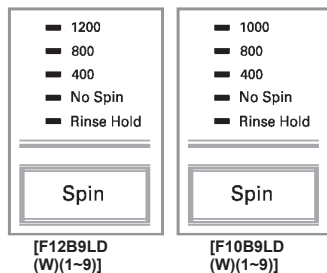 1200
800
400
No Spin
Rinse Hold
Spin
[F12B9LD
(W)(1~9)]
1000
800
400
No Spin
Rinse Hold
Spin
[F10B9LD
(W)(1~9)]